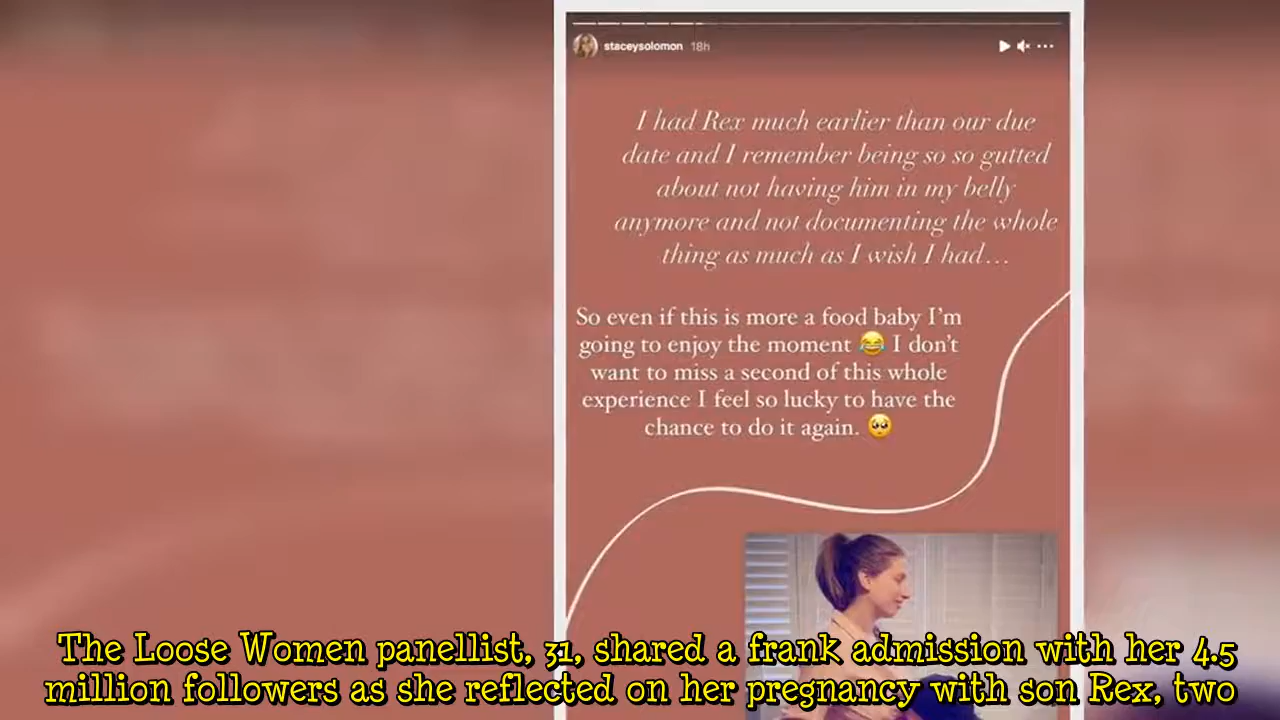 staceysolomon 18h
I had Rex much earlier than our due
date and I remember being so so gutted
about not having him in my belly
anymore and not documenting the whole
thing as much as I wish I had...
So even if this is more a food baby I'm
going to enjoy the moment 😂 I don't
want to miss a second of this whole
experience I feel so lucky to have the
chance to do it again. 🥺
The Loose Women panellist, 31, shared a frank admission with her 4.5
million followers as she reflected on her pregnancy with son Rex, two